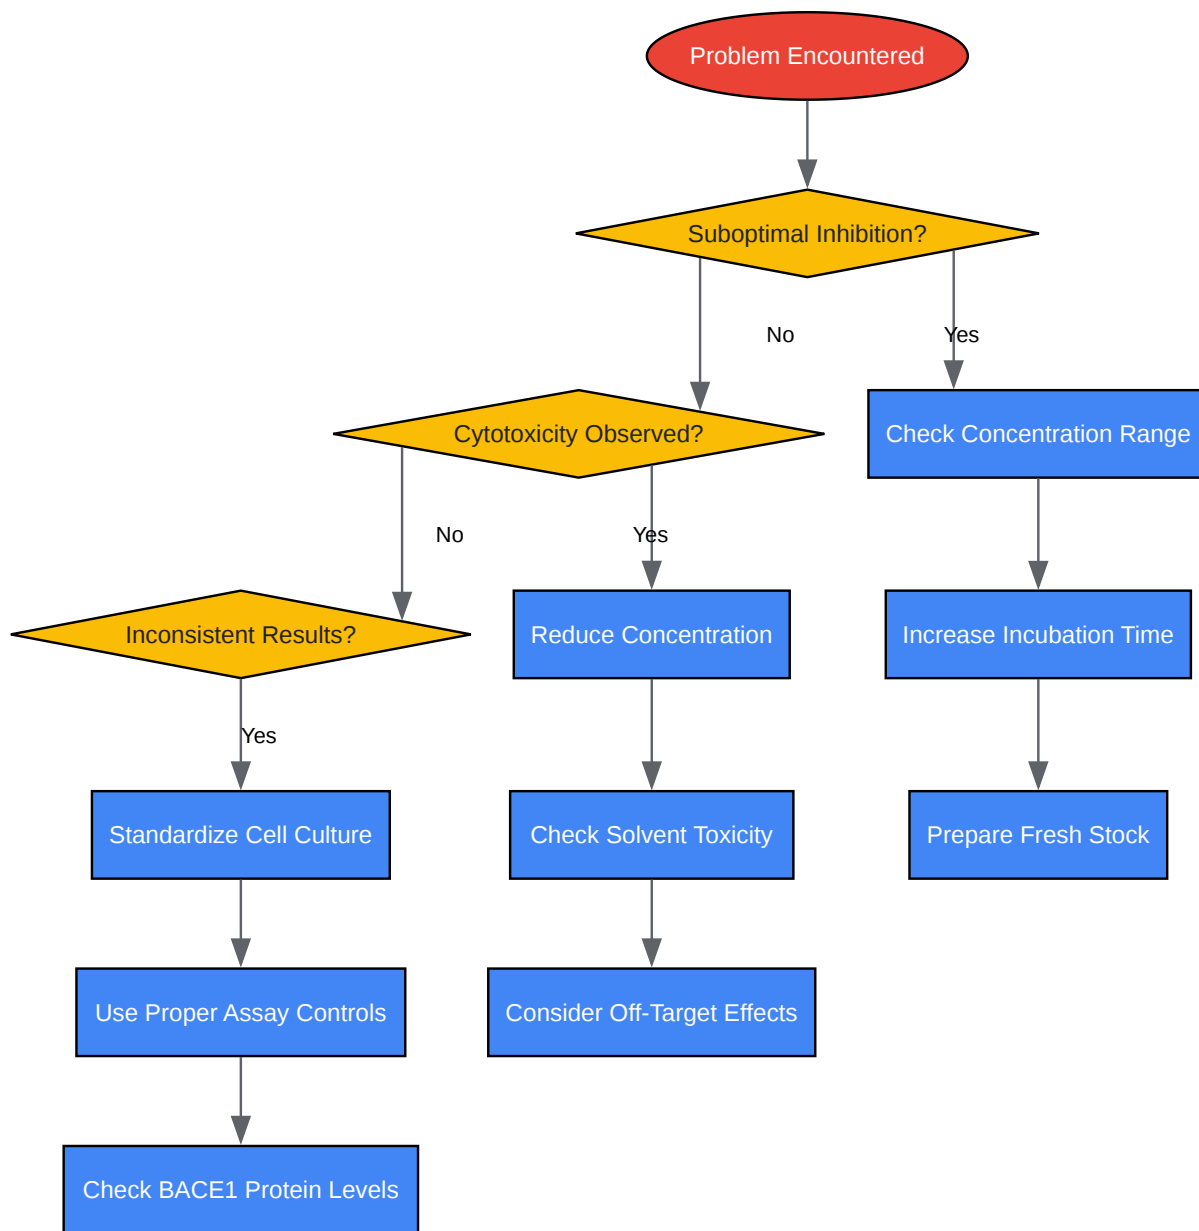 Problem Encountered
Suboptimal Inhibition?
No
Yes
Cytotoxicity Observed?
Check Concentration Range
No
Yes
Inconsistent Results?
Reduce Concentration
Increase Incubation Time
Yes
Standardize Cell Culture
Check Solvent Toxicity
Prepare Fresh Stock
Use Proper Assay Controls
Consider Off-Target Effects
Check BACE1 Protein Levels